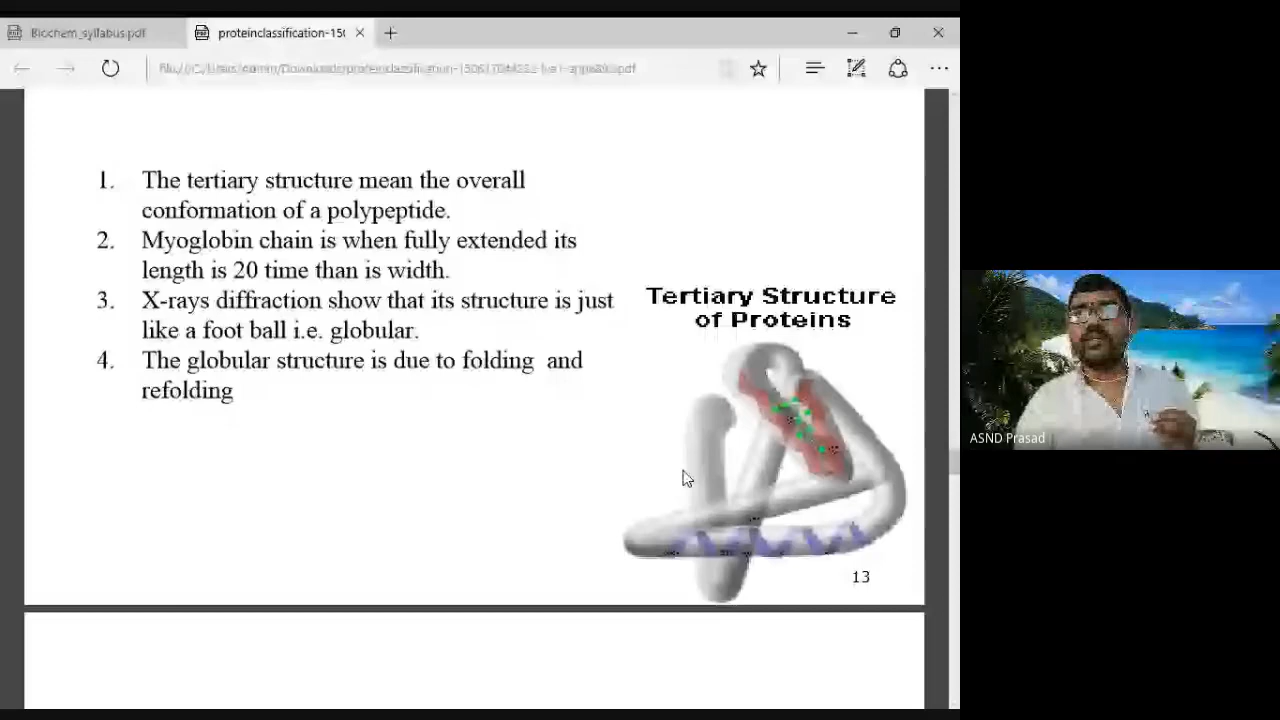 Biochem_syllabus.pdf
proteinclassification-150
1. The tertiary structure mean the overall
conformation of a polypeptide.
2. Myoglobin chain is when fully extended its
length is 20 time than is width.
3. X-rays diffraction show that its structure is just
like a foot ball i.e. globular.
4. The globular structure is due to folding and
refolding
Tertiary Structure
of Proteins
13
ASND Prasad